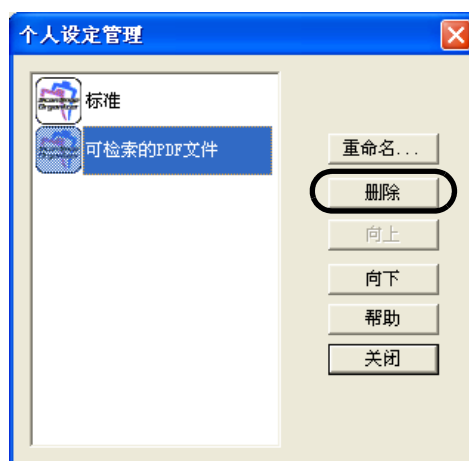 个人设定管理
标准
可检索的PDF文件
重命名...
删除
向上
向下
帮助
关闭